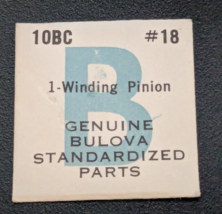 10BC #18
B
1-Winding Pinion
GENUINE
BULOVA
STANDARDIZED
PARTS